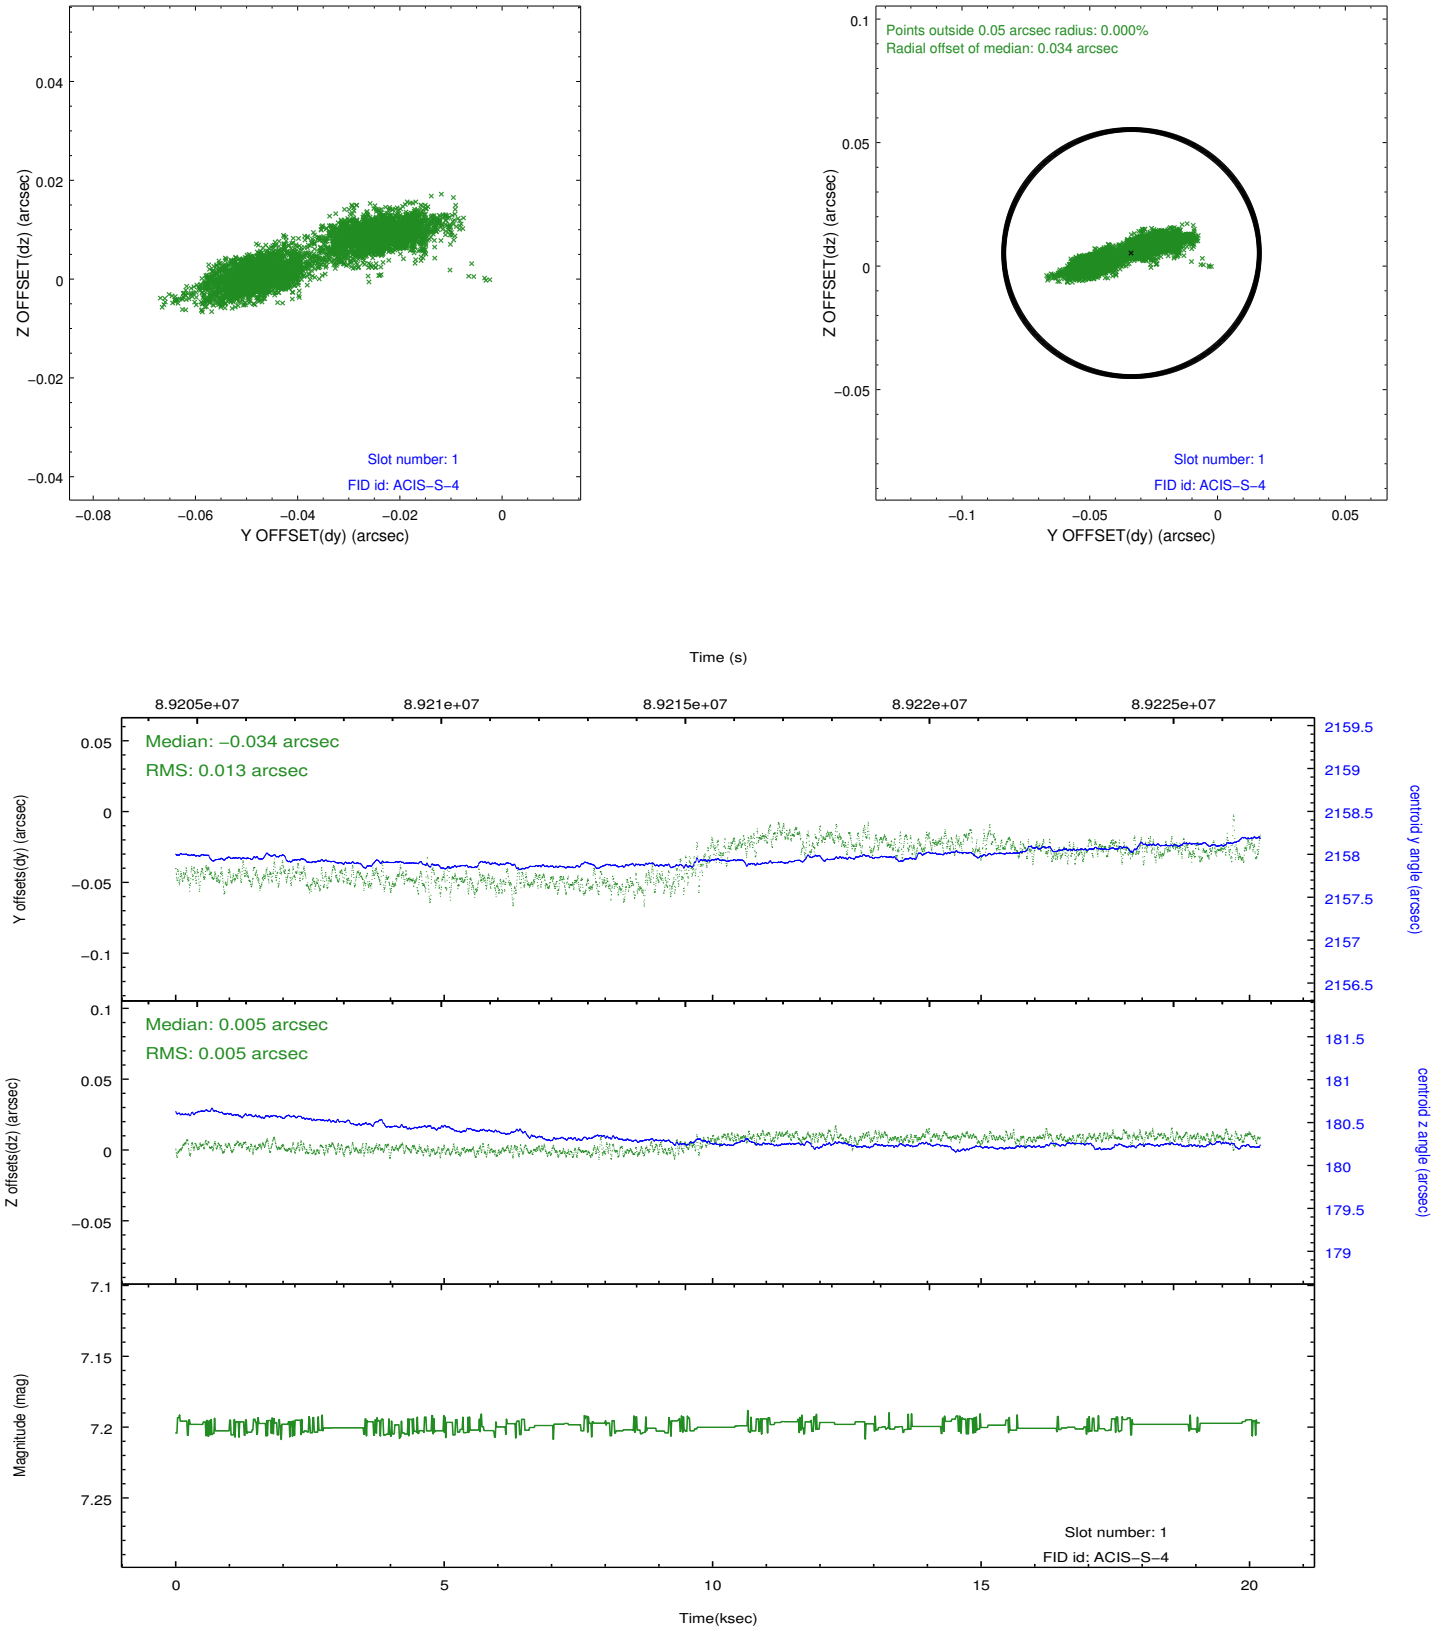 0.04
0.02
0
−0.02
−0.04
Z OFFSET(dz) (arcsec)
Slot number: 1
FID id: ACIS−S−4
−0.08 −0.06 −0.04 −0.02 0
Y OFFSET(dy) (arcsec)
Points outside 0.05 arcsec radius: 0.000%
Radial offset of median: 0.034 arcsec
0.1
0.05
0
−0.05
Z OFFSET(dz) (arcsec)
Slot number: 1
FID id: ACIS−S−4
−0.1 −0.05 0 0.05
Y OFFSET(dy) (arcsec)
Time (s)
8.9205e+07 8.921e+07 8.9215e+07 8.922e+07 8.9225e+07
Median: −0.034 arcsec
RMS: 0.013 arcsec
0.05
0
−0.05
−0.1
Y offsets(dy) (arcsec)
2159.5
2159
2158.5
2158
2157.5
2157
2156.5
centroid y angle (arcsec)
Median: 0.005 arcsec
RMS: 0.005 arcsec
0.1
0.05
0
−0.05
Z offsets(dz) (arcsec)
181.5
181
180.5
180
179.5
179
centroid z angle (arcsec)
7.1
7.15
7.2
7.25
Magnitude (mag)
Slot number: 1
FID id: ACIS−S−4
0 5 10 15 20
Time(ksec)